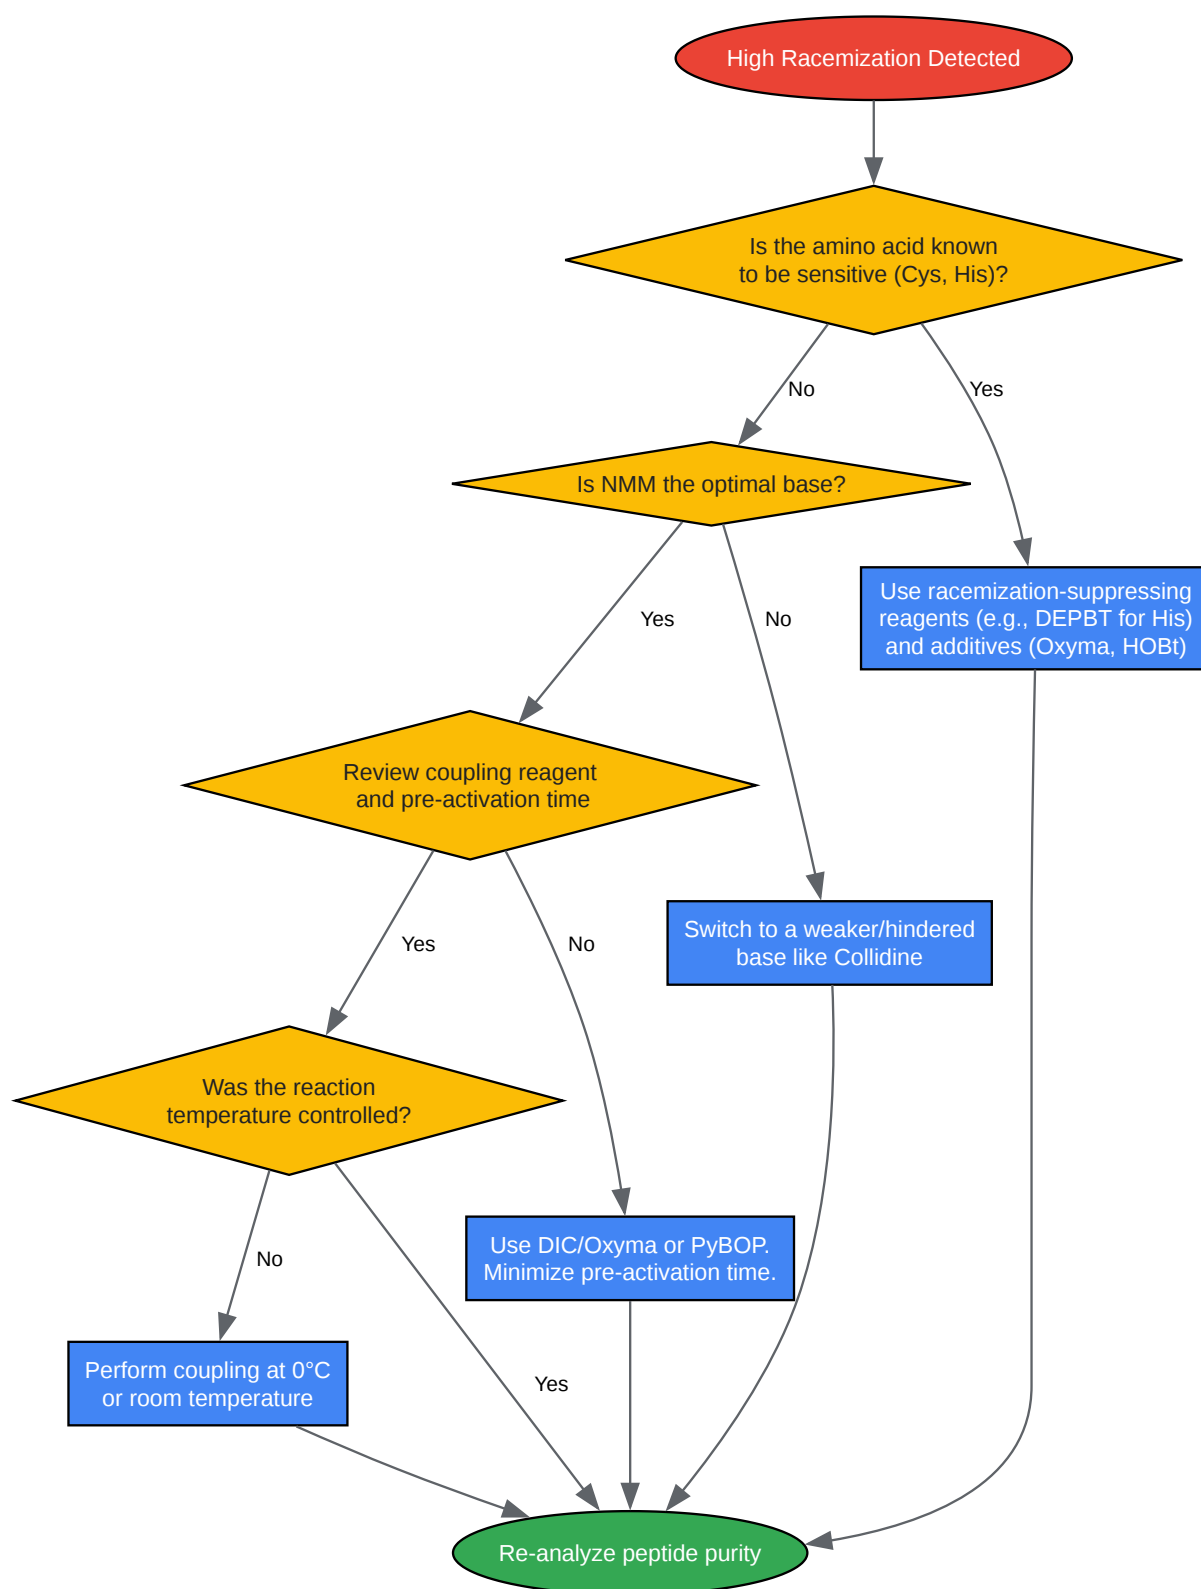 High Racemization Detected
Is the amino acid known
to be sensitive (Cys, His)?
No
Yes
Is NMM the optimal base?
Use racemization-suppressing
reagents (e.g., DEPBT for His)
and additives (Oxyma, HOBt)
Yes
No
Review coupling reagent
and pre-activation time
Switch to a weaker/hindered
base like Collidine
Yes
No
Was the reaction
temperature controlled?
Use DIC/Oxyma or PyBOP.
Minimize pre-activation time.
No
Perform coupling at 0°C
or room temperature
Yes
Re-analyze peptide purity